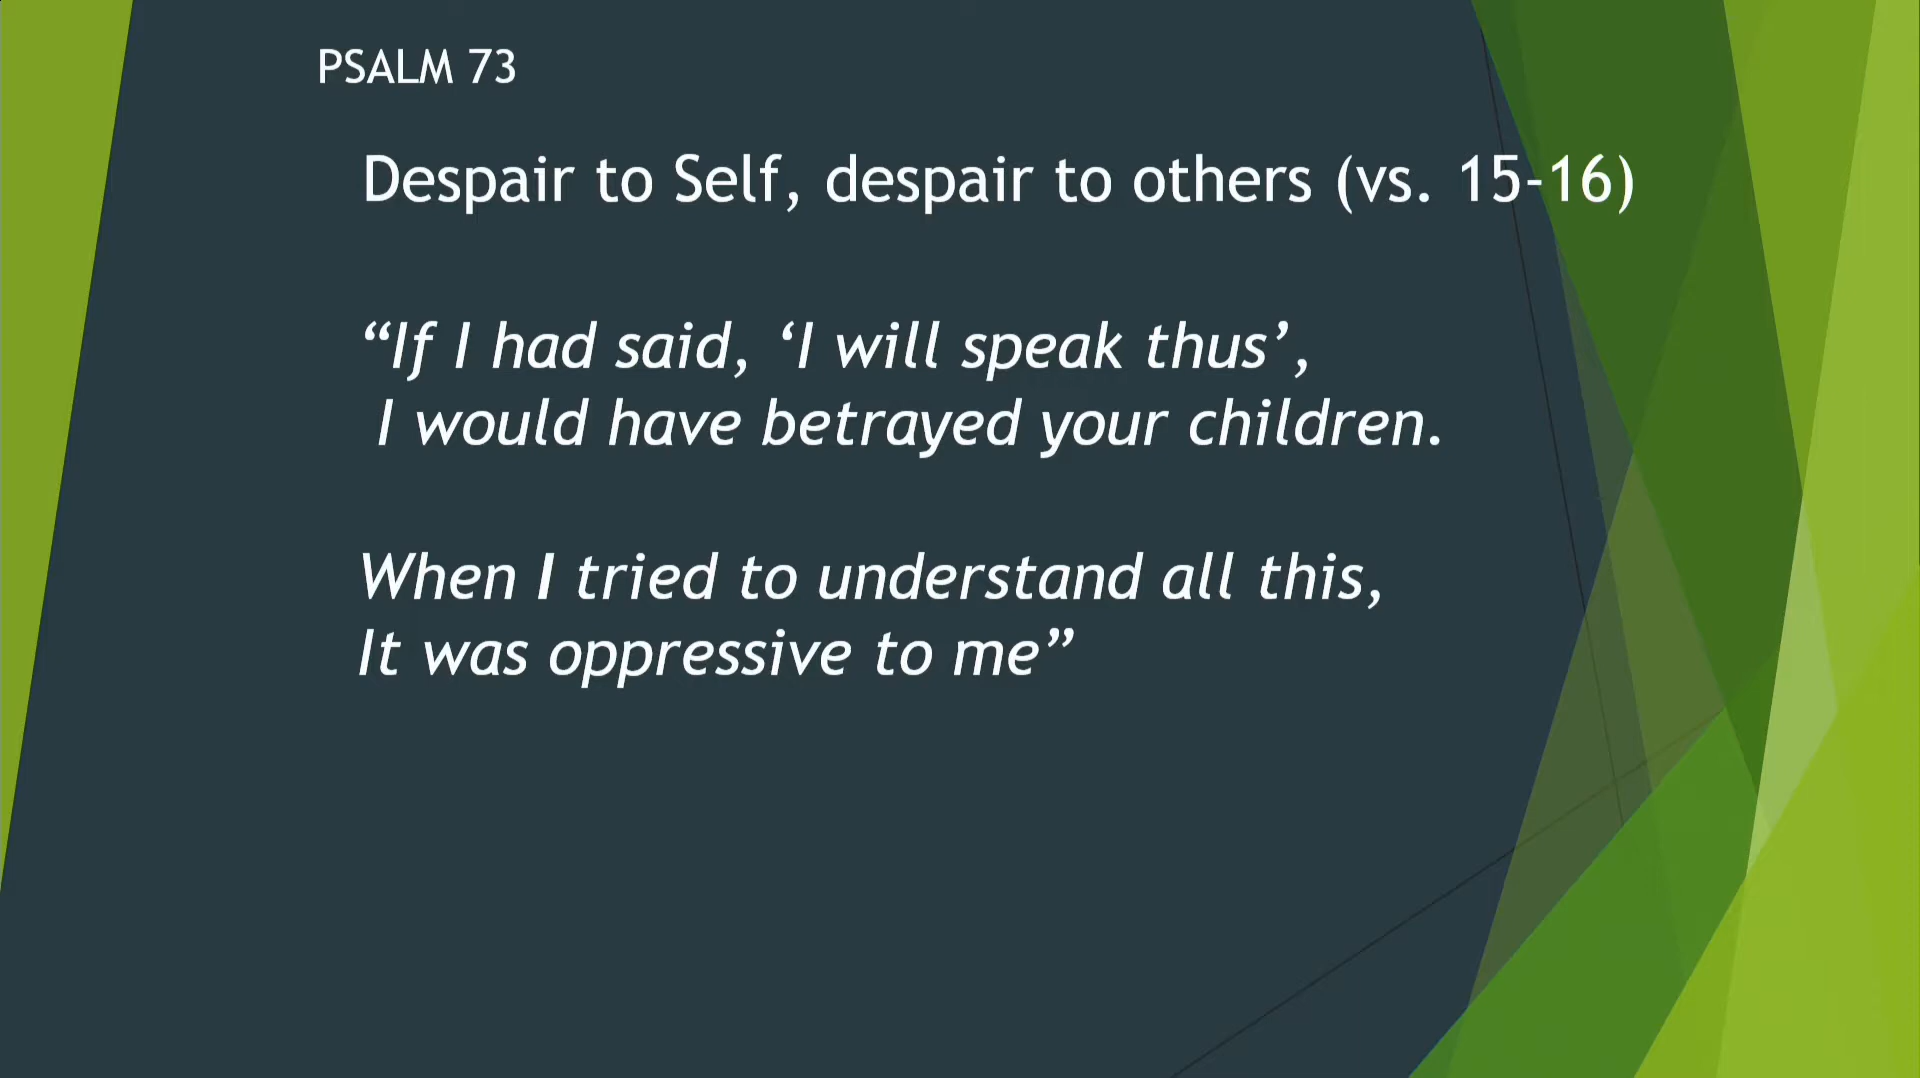 PSALM 73
Despair to Self, despair to others (vs. 15-16)
“If I had said, ‘I will speak thus’,
I would have betrayed your children.
When I tried to understand all this,
It was oppressive to me”